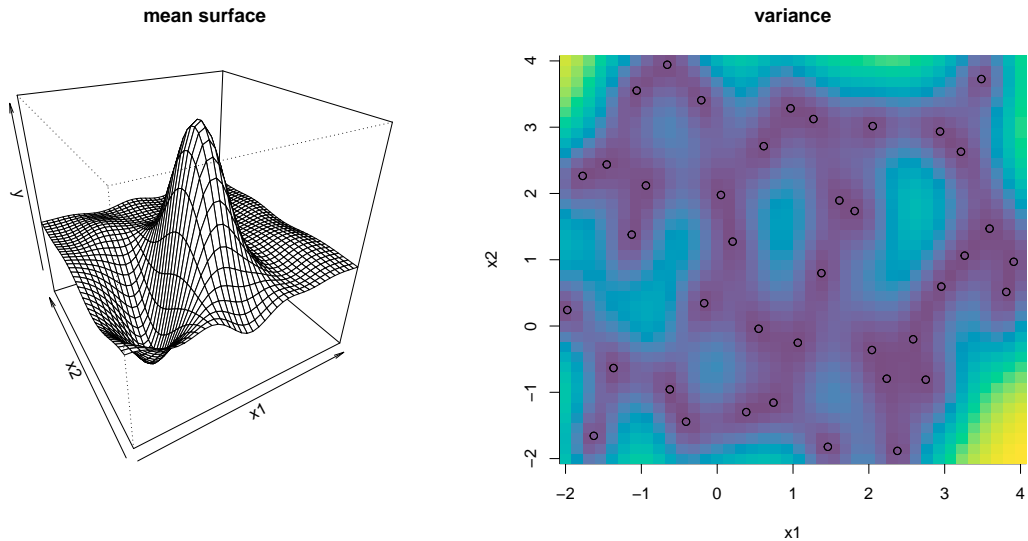 mean surface
y
x2
x1
variance
x2
4
3
2
1
0
−1
−2
−2 −1 0 1 2 3 4
x1